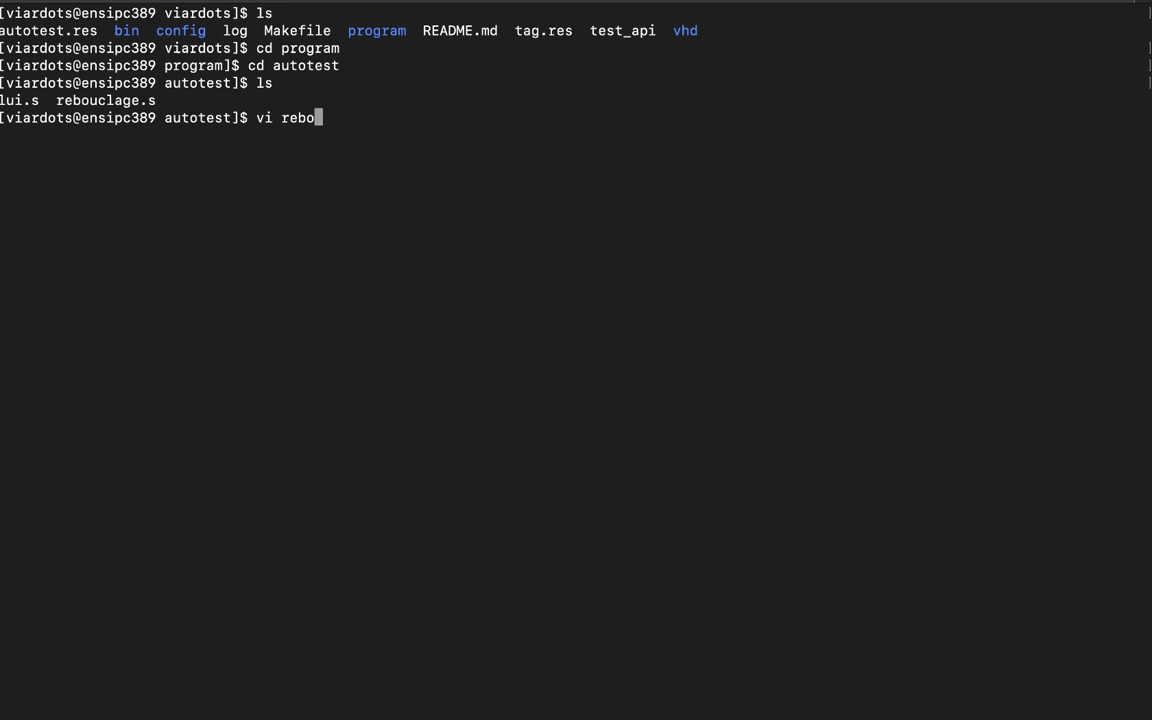 [viardots@ensipc389 viardots]$ ls
autotest.res bin config log Makefile program README.md tag.res test_api vhd
[viardots@ensipc389 viardots]$ cd program
[viardots@ensipc389 program]$ cd autotest
[viardots@ensipc389 autotest]$ ls
lui.s rebouclage.s
[viardots@ensipc389 autotest]$ vi rebo